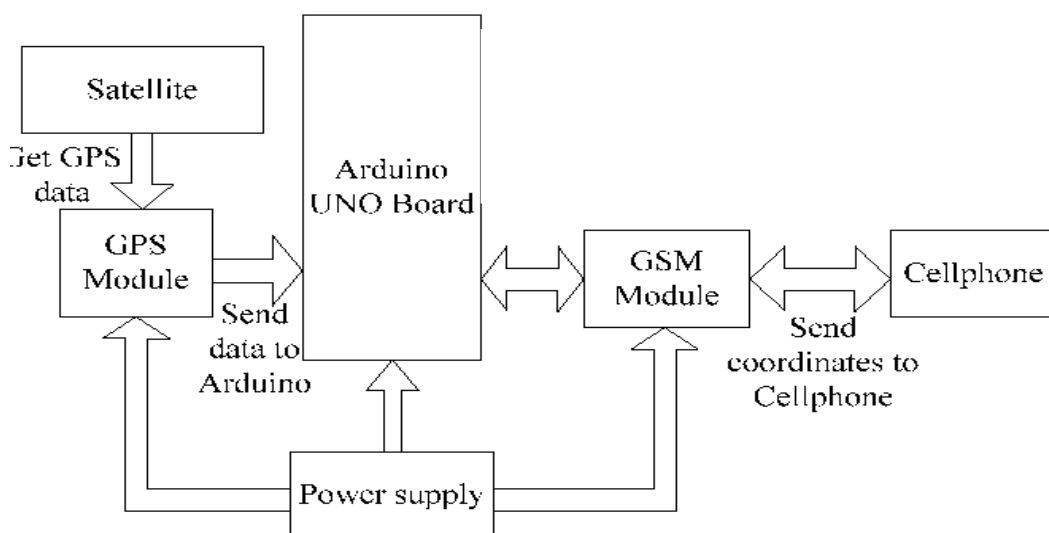 Satellite
Get GPS
data
GPS
Module
Send
data to
Arduino
Arduino
UNO Board
GSM
Module
Cellphone
Send
coordinates to
Cellphone
Power supply